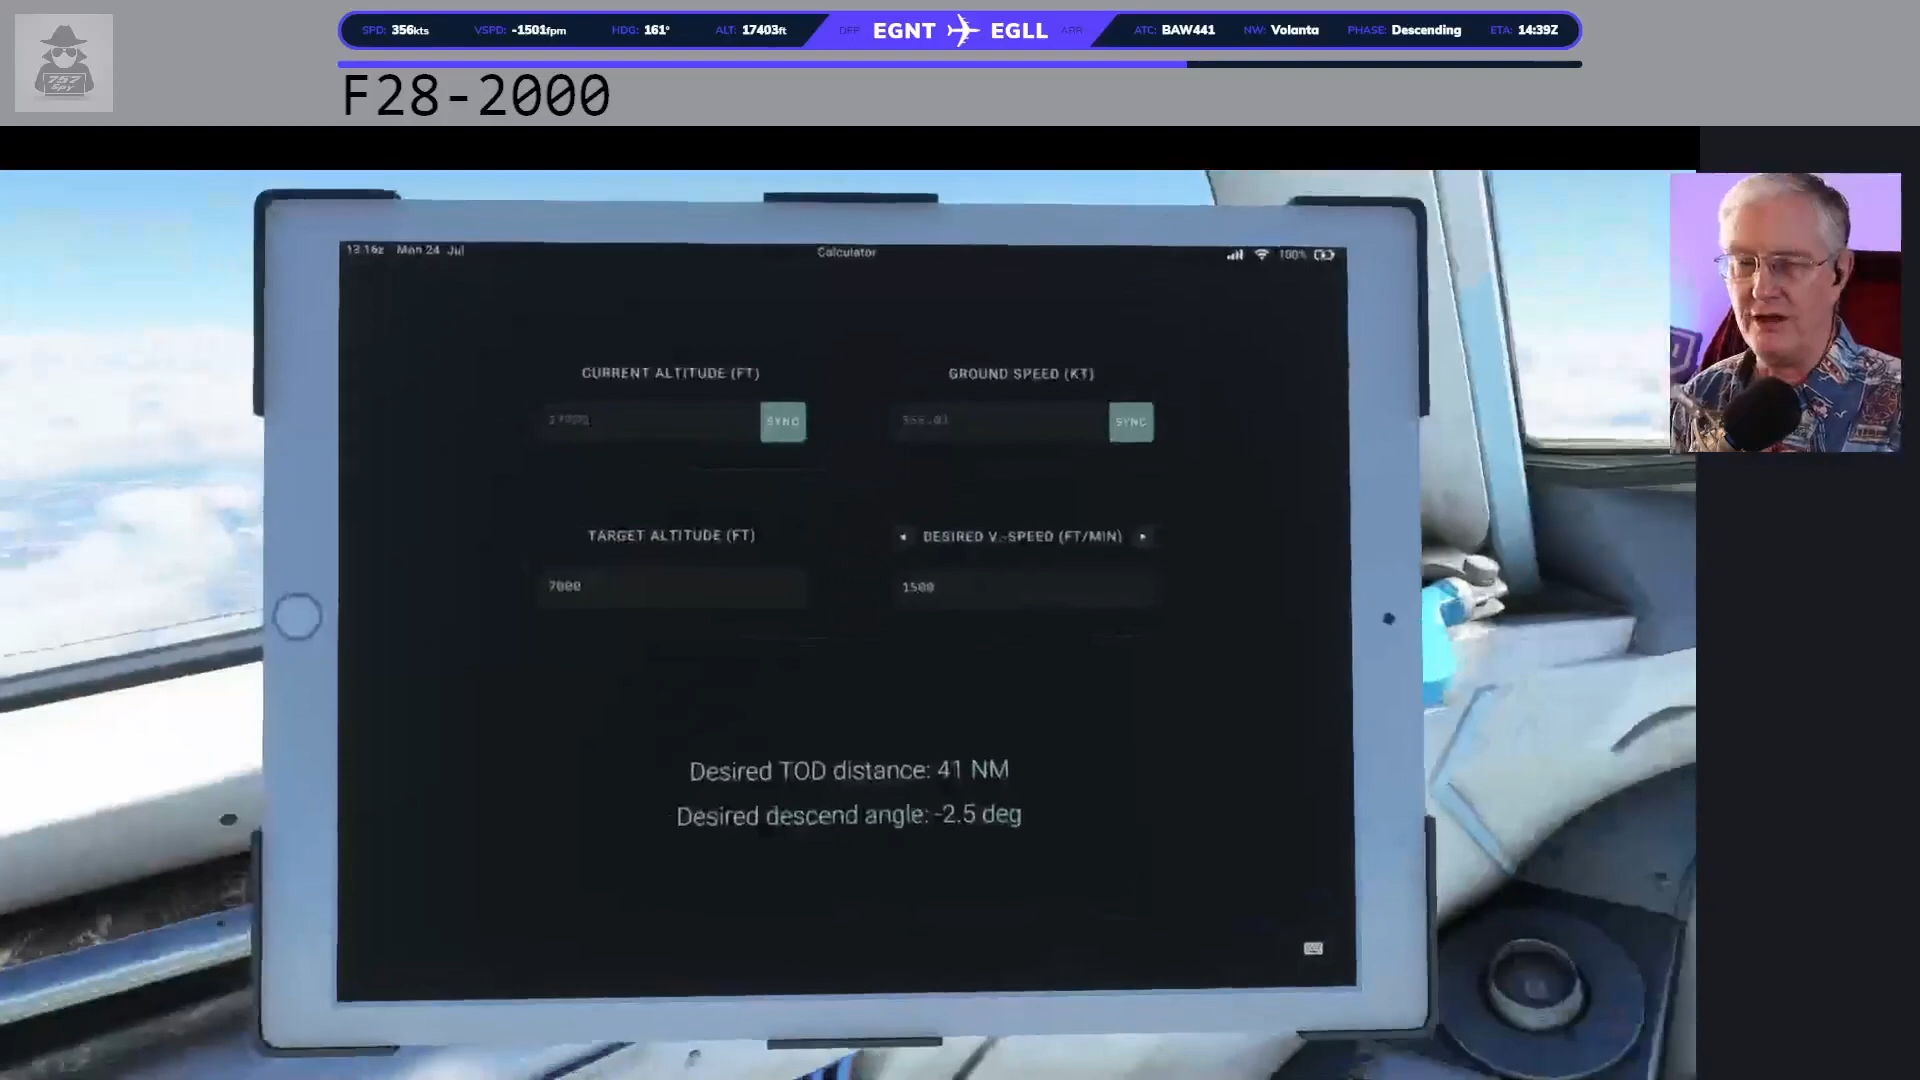 SPD: 356kts VSPD: -1501fpm HDG: 161° ALT: 17403ft DEP EGNT EGLL ARR ATC: BAW441 NW: Volanta PHASE: Descending ETA: 14:39Z
757
Spy
F28-2000
13:16z Mon 24 Jul Calculator 100%
CURRENT ALTITUDE (FT) GROUND SPEED (KT)
SYNC SYNC
TARGET ALTITUDE (FT) DESIRED V.-SPEED (FT/MIN)
7000 1500
Desired TOD distance: 41 NM
Desired descend angle: -2.5 deg